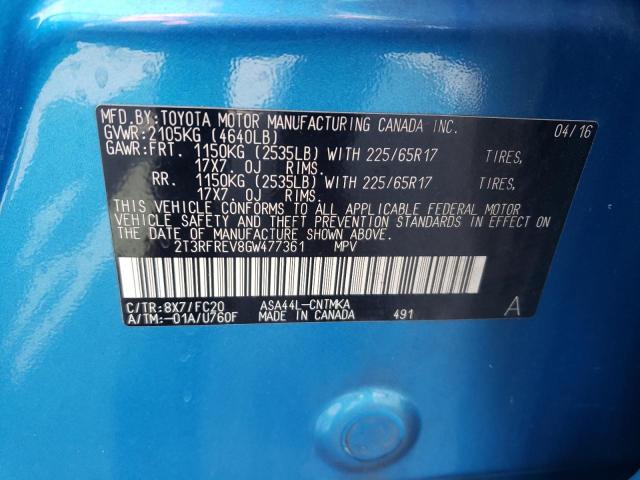 MFD.BY:TOYOTA MOTOR MANUFACTURING CANADA INC. 04/16
GVWR:2105KG (4640LB)
GAWR:FRT. 1150KG (2535LB) WITH 225/65R17 TIRES,
17X7 0J RIMS.
RR. 1150KG (2535LB) WITH 225/65R17 TIRES,
17X7 0J RIMS.
THIS VEHICLE CONFORMS TO ALL APPLICABLE FEDERAL MOTOR
VEHICLE SAFETY AND THEFT PREVENTION STANDARDS IN EFFECT ON
THE DATE OF MANUFACTURE SHOWN ABOVE.
2T3RFREV8GW477361 MPV
C/TR:8X7/FC20 ASA44L-CNTMKA
A/TM:-01A/U760F MADE IN CANADA 491 A